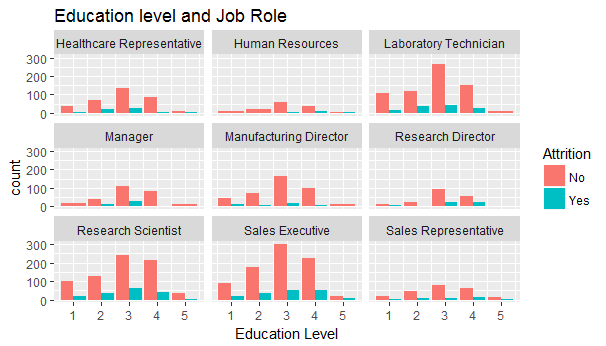 Education level and Job Role
Healthcare Representative
Human Resources
Laboratory Technician
300
200
100
0
Manager
Manufacturing Director
Research Director
300
200
100
0
Research Scientist
Sales Executive
Sales Representative
300
200
100
0
1 2 3 4 5
1 2 3 4 5
1 2 3 4 5
Education Level
count
Attrition
No
Yes